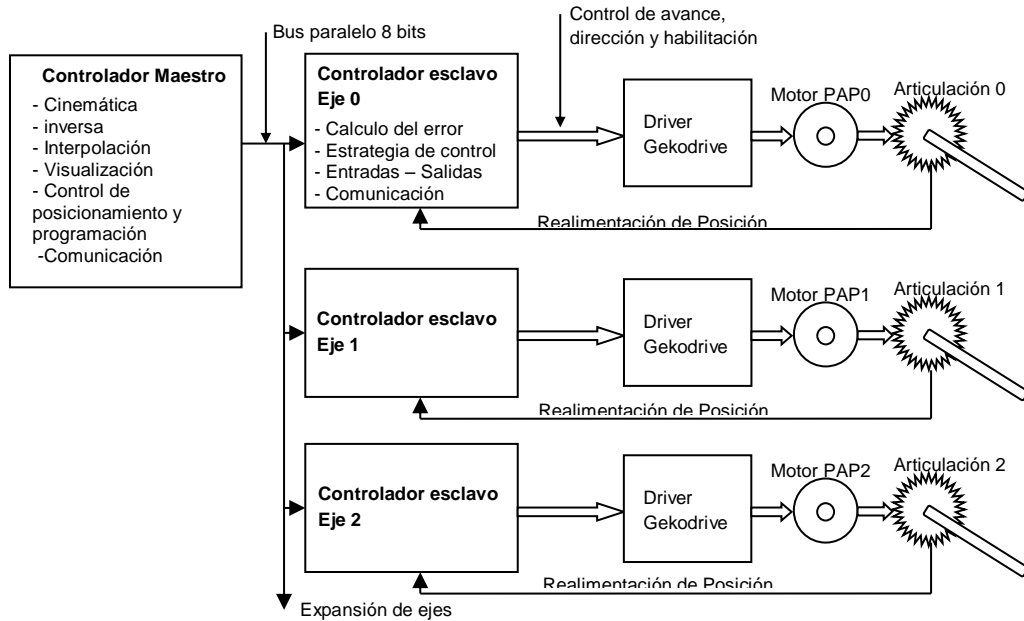 Bus paralelo 8 bits
Control de avance,
dirección y habilitación
Controlador Maestro
- Cinemática
- inversa
- Interpolación
- Visualización
- Control de
posicionamiento y
programación
-Comunicación
Controlador esclavo
Eje 0
- Calculo del error
- Estrategia de control
- Entradas – Salidas
- Comunicación
Driver
Gekodrive
Motor PAP0
Articulación 0
Realimentación de Posición
Controlador esclavo
Eje 1
Driver
Gekodrive
Motor PAP1
Articulación 1
Realimentación de Posición
Controlador esclavo
Eje 2
Driver
Gekodrive
Motor PAP2
Articulación 2
Realimentación de Posición
Expansión de ejes